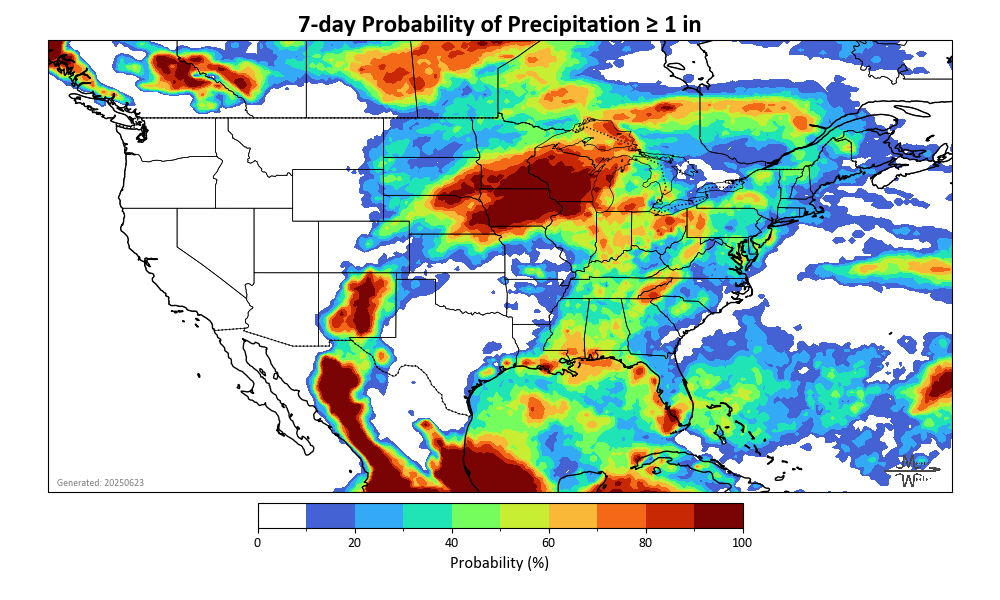 7-day Probability of Precipitation ≥ 1 in
Generated: 20250623
0 20 40 60 80 100
Probability (%)